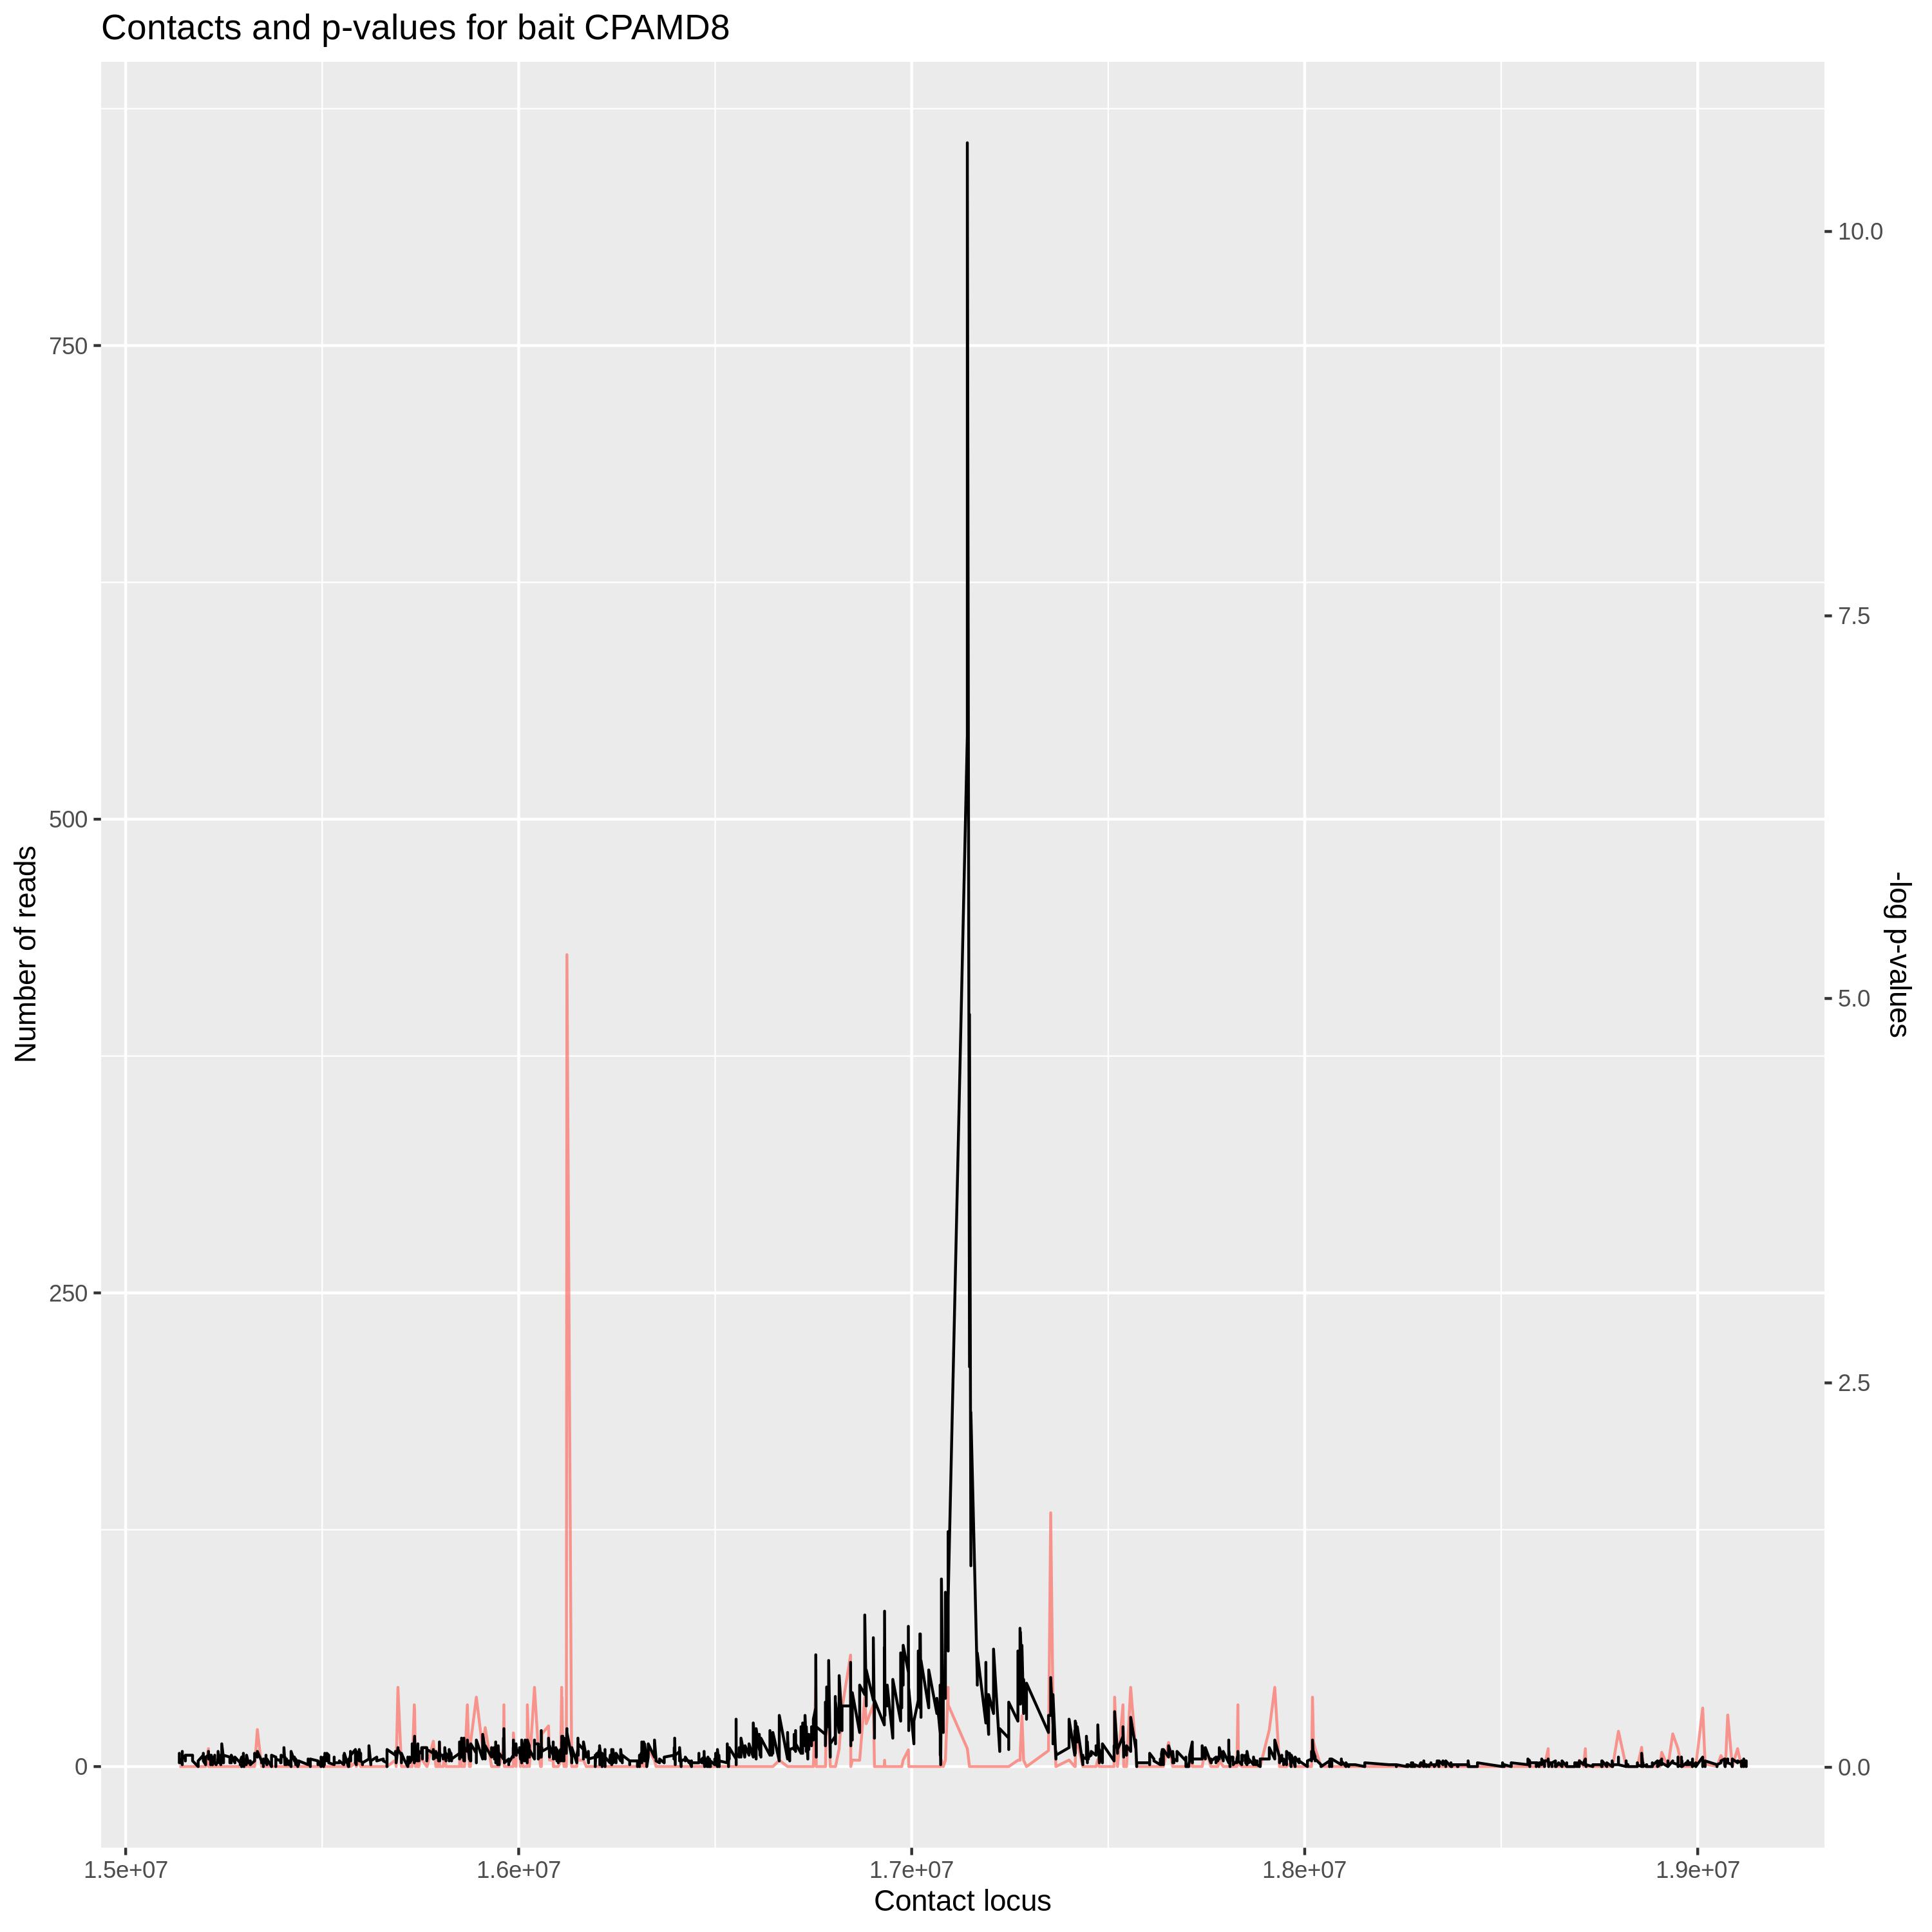 Contacts and p-values for bait CPAMD8
Number of reads
750
500
250
0
10.0
7.5
5.0
2.5
0.0
-log p-values
1.5e+07
1.6e+07
1.7e+07
1.8e+07
1.9e+07
Contact locus